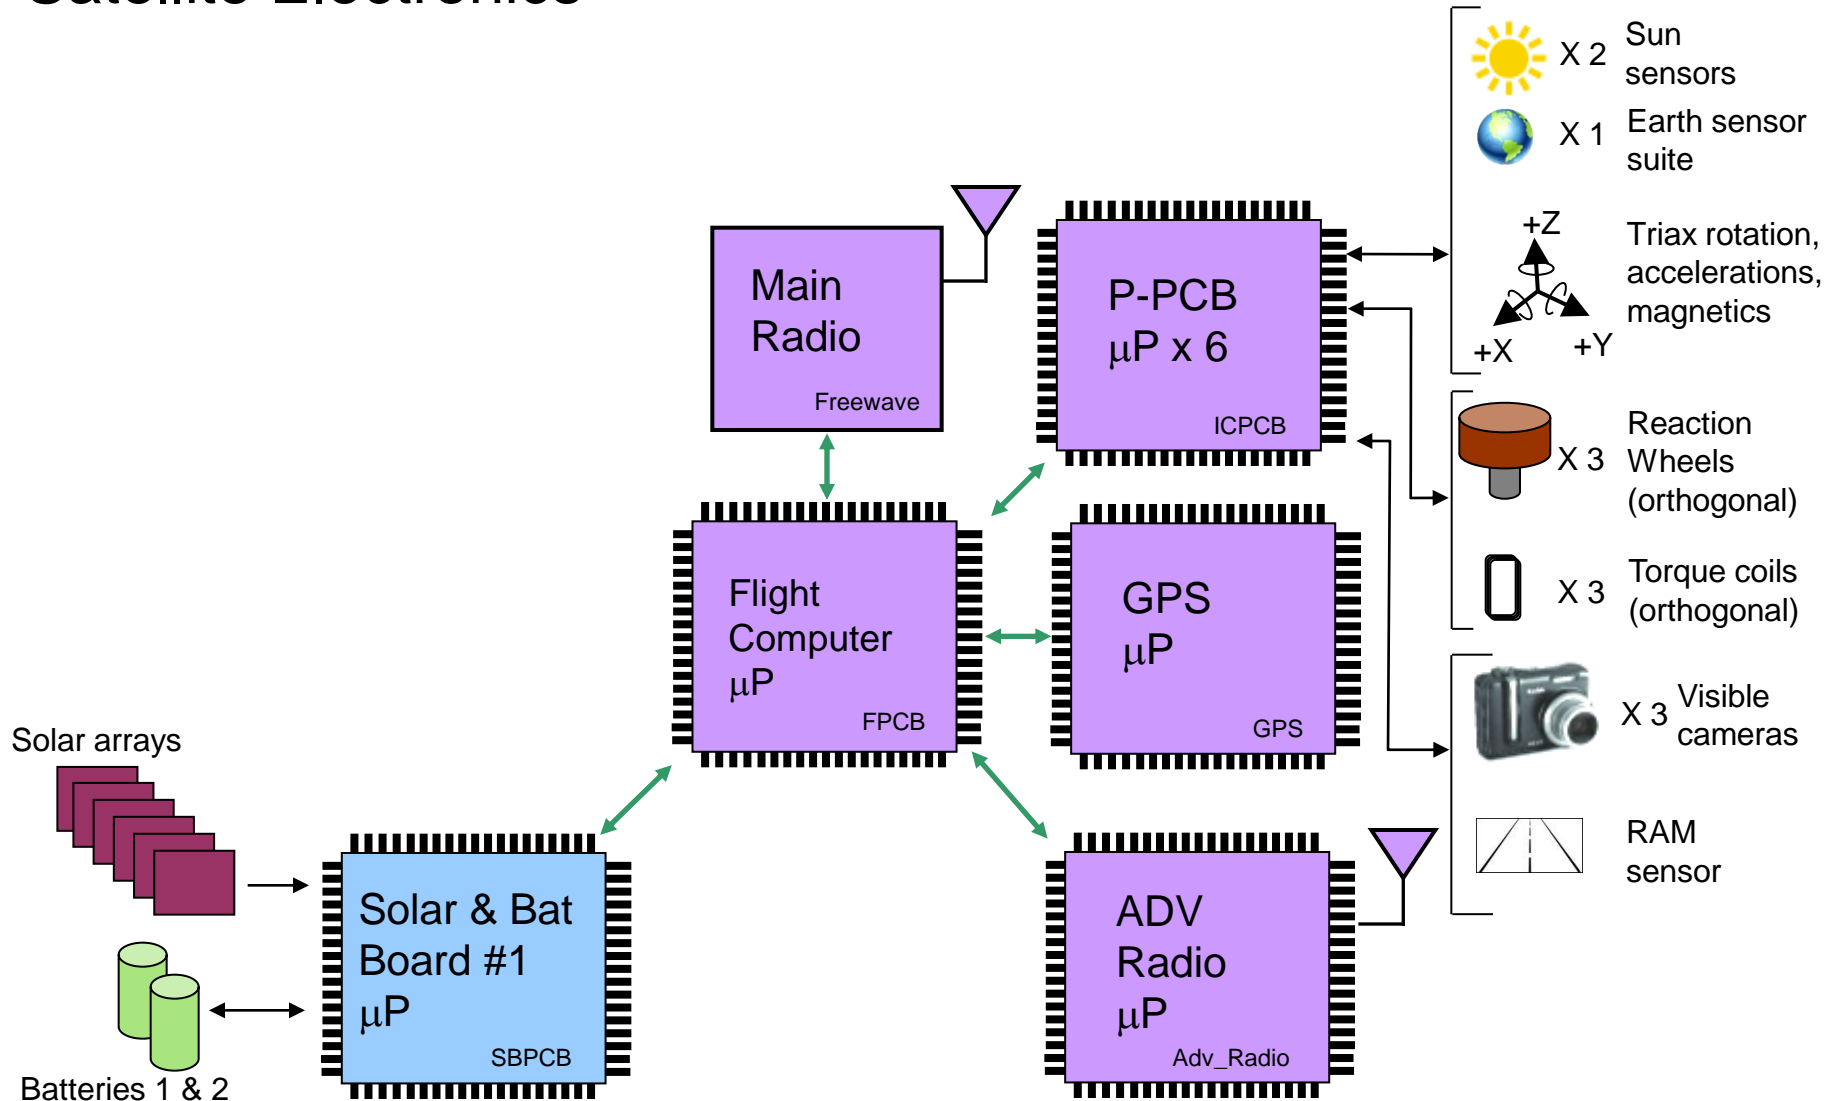 Satellite Electronics
X 2
Sun
sensors
X 1
Earth sensor
suite
+Z
+X
+Y
Triax rotation,
accelerations,
magnetics
Main
Radio
Freewave
P-PCB
μP x 6
ICPCB
X 3
Reaction
Wheels
(orthogonal)
X 3
Torque coils
(orthogonal)
Flight
Computer
μP
FPCB
GPS
μP
GPS
X 3
Visible
cameras
RAM
sensor
Solar arrays
Solar & Bat
Board #1
μP
SBPCB
ADV
Radio
μP
Adv_Radio
Batteries 1 & 2